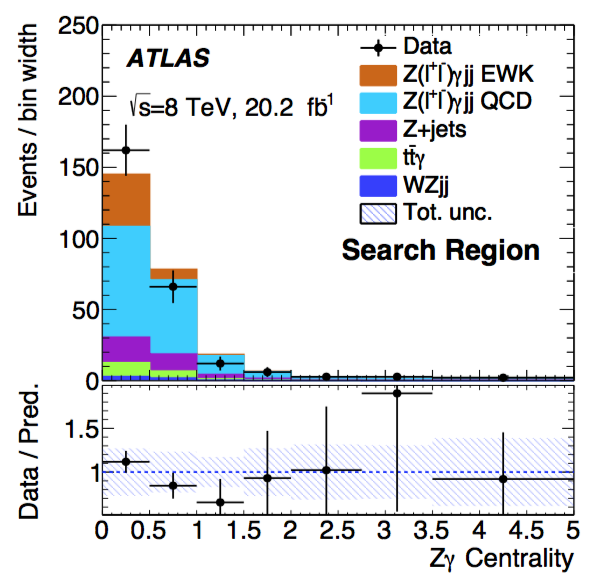 250
200
150
100
50
0
Events / bin width
ATLAS
√s=8 TeV, 20.2 fb⁻¹
Data
Z(l⁺l⁻)γjj EWK
Z(l⁺l⁻)γjj QCD
Z+jets
tt̄γ
WZjj
Tot. unc.
Search Region
1.5
1
Data / Pred.
0 0.5 1 1.5 2 2.5 3 3.5 4 4.5 5
Zγ Centrality